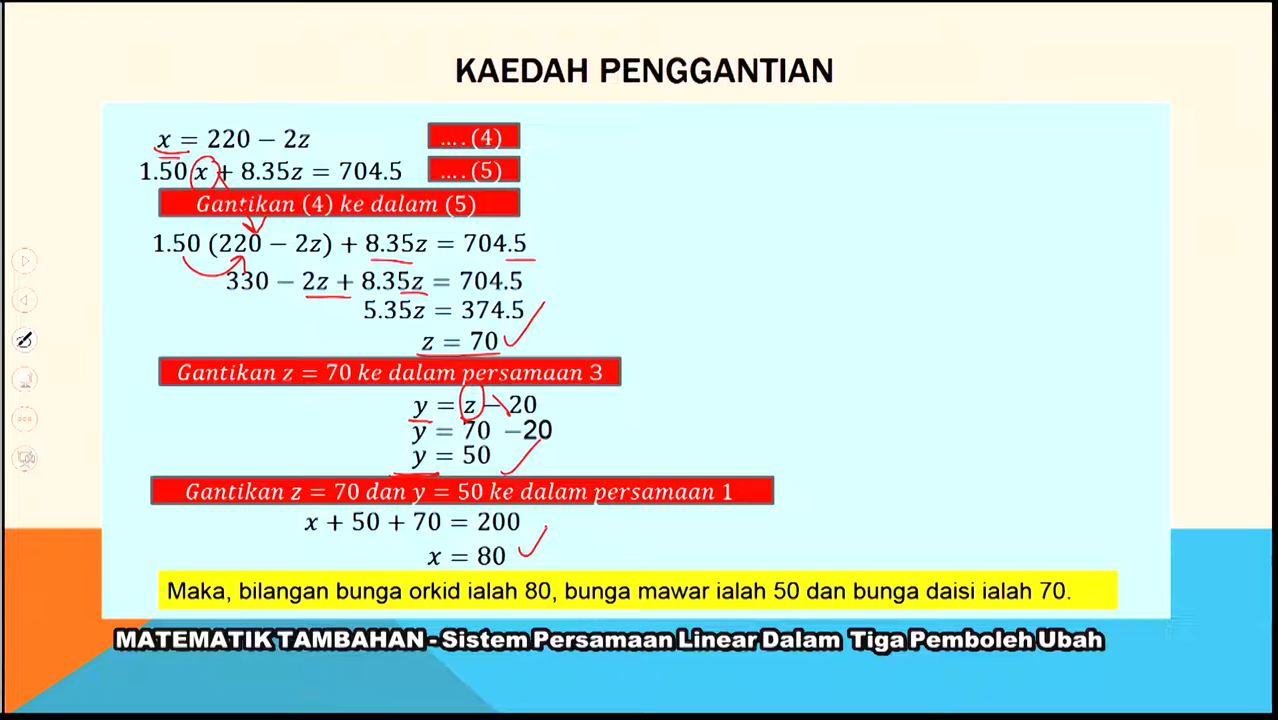 KAEDAH PENGGANTIAN
x = 220 − 2z .... (4)
1.50 x + 8.35z = 704.5 .... (5)
Gantikan (4) ke dalam (5)
1.50 (220 − 2z) + 8.35z = 704.5
330 − 2z + 8.35z = 704.5
5.35z = 374.5
z = 70
Gantikan z = 70 ke dalam persamaan 3
y = z − 20
y = 70 −20
y = 50
Gantikan z = 70 dan y = 50 ke dalam persamaan 1
x + 50 + 70 = 200
x = 80
Maka, bilangan bunga orkid ialah 80, bunga mawar ialah 50 dan bunga daisi ialah 70.
MATEMATIK TAMBAHAN - Sistem Persamaan Linear Dalam Tiga Pemboleh Ubah